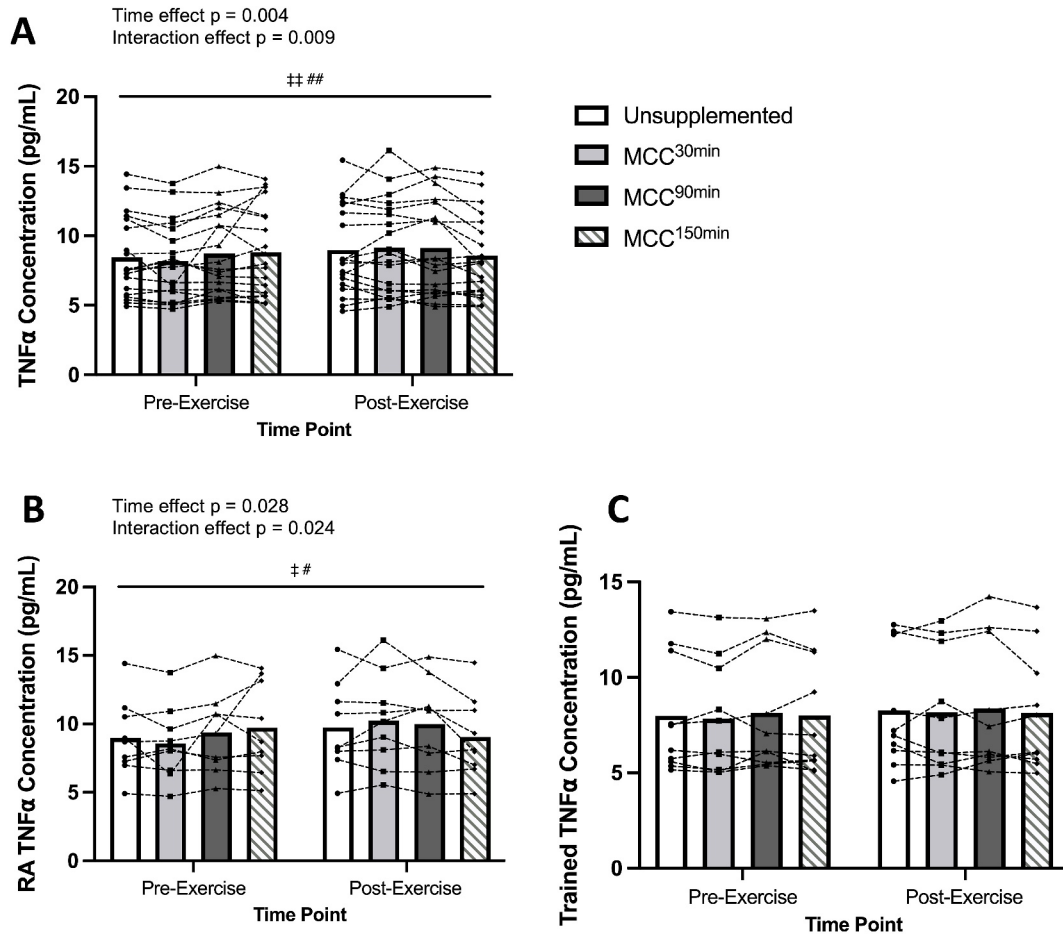 A
Time effect p = 0.004
Interaction effect p = 0.009
‡‡ ##
TNFα Concentration (pg/mL)
20
15
10
5
0
Pre-Exercise
Post-Exercise
Time Point
Unsupplemented
MCC30min
MCC90min
MCC150min
B
Time effect p = 0.028
Interaction effect p = 0.024
‡ #
RA TNFα Concentration (pg/mL)
20
15
10
5
0
Pre-Exercise
Post-Exercise
Time Point
C
Trained TNFα Concentration (pg/mL)
15
10
5
0
Pre-Exercise
Post-Exercise
Time Point